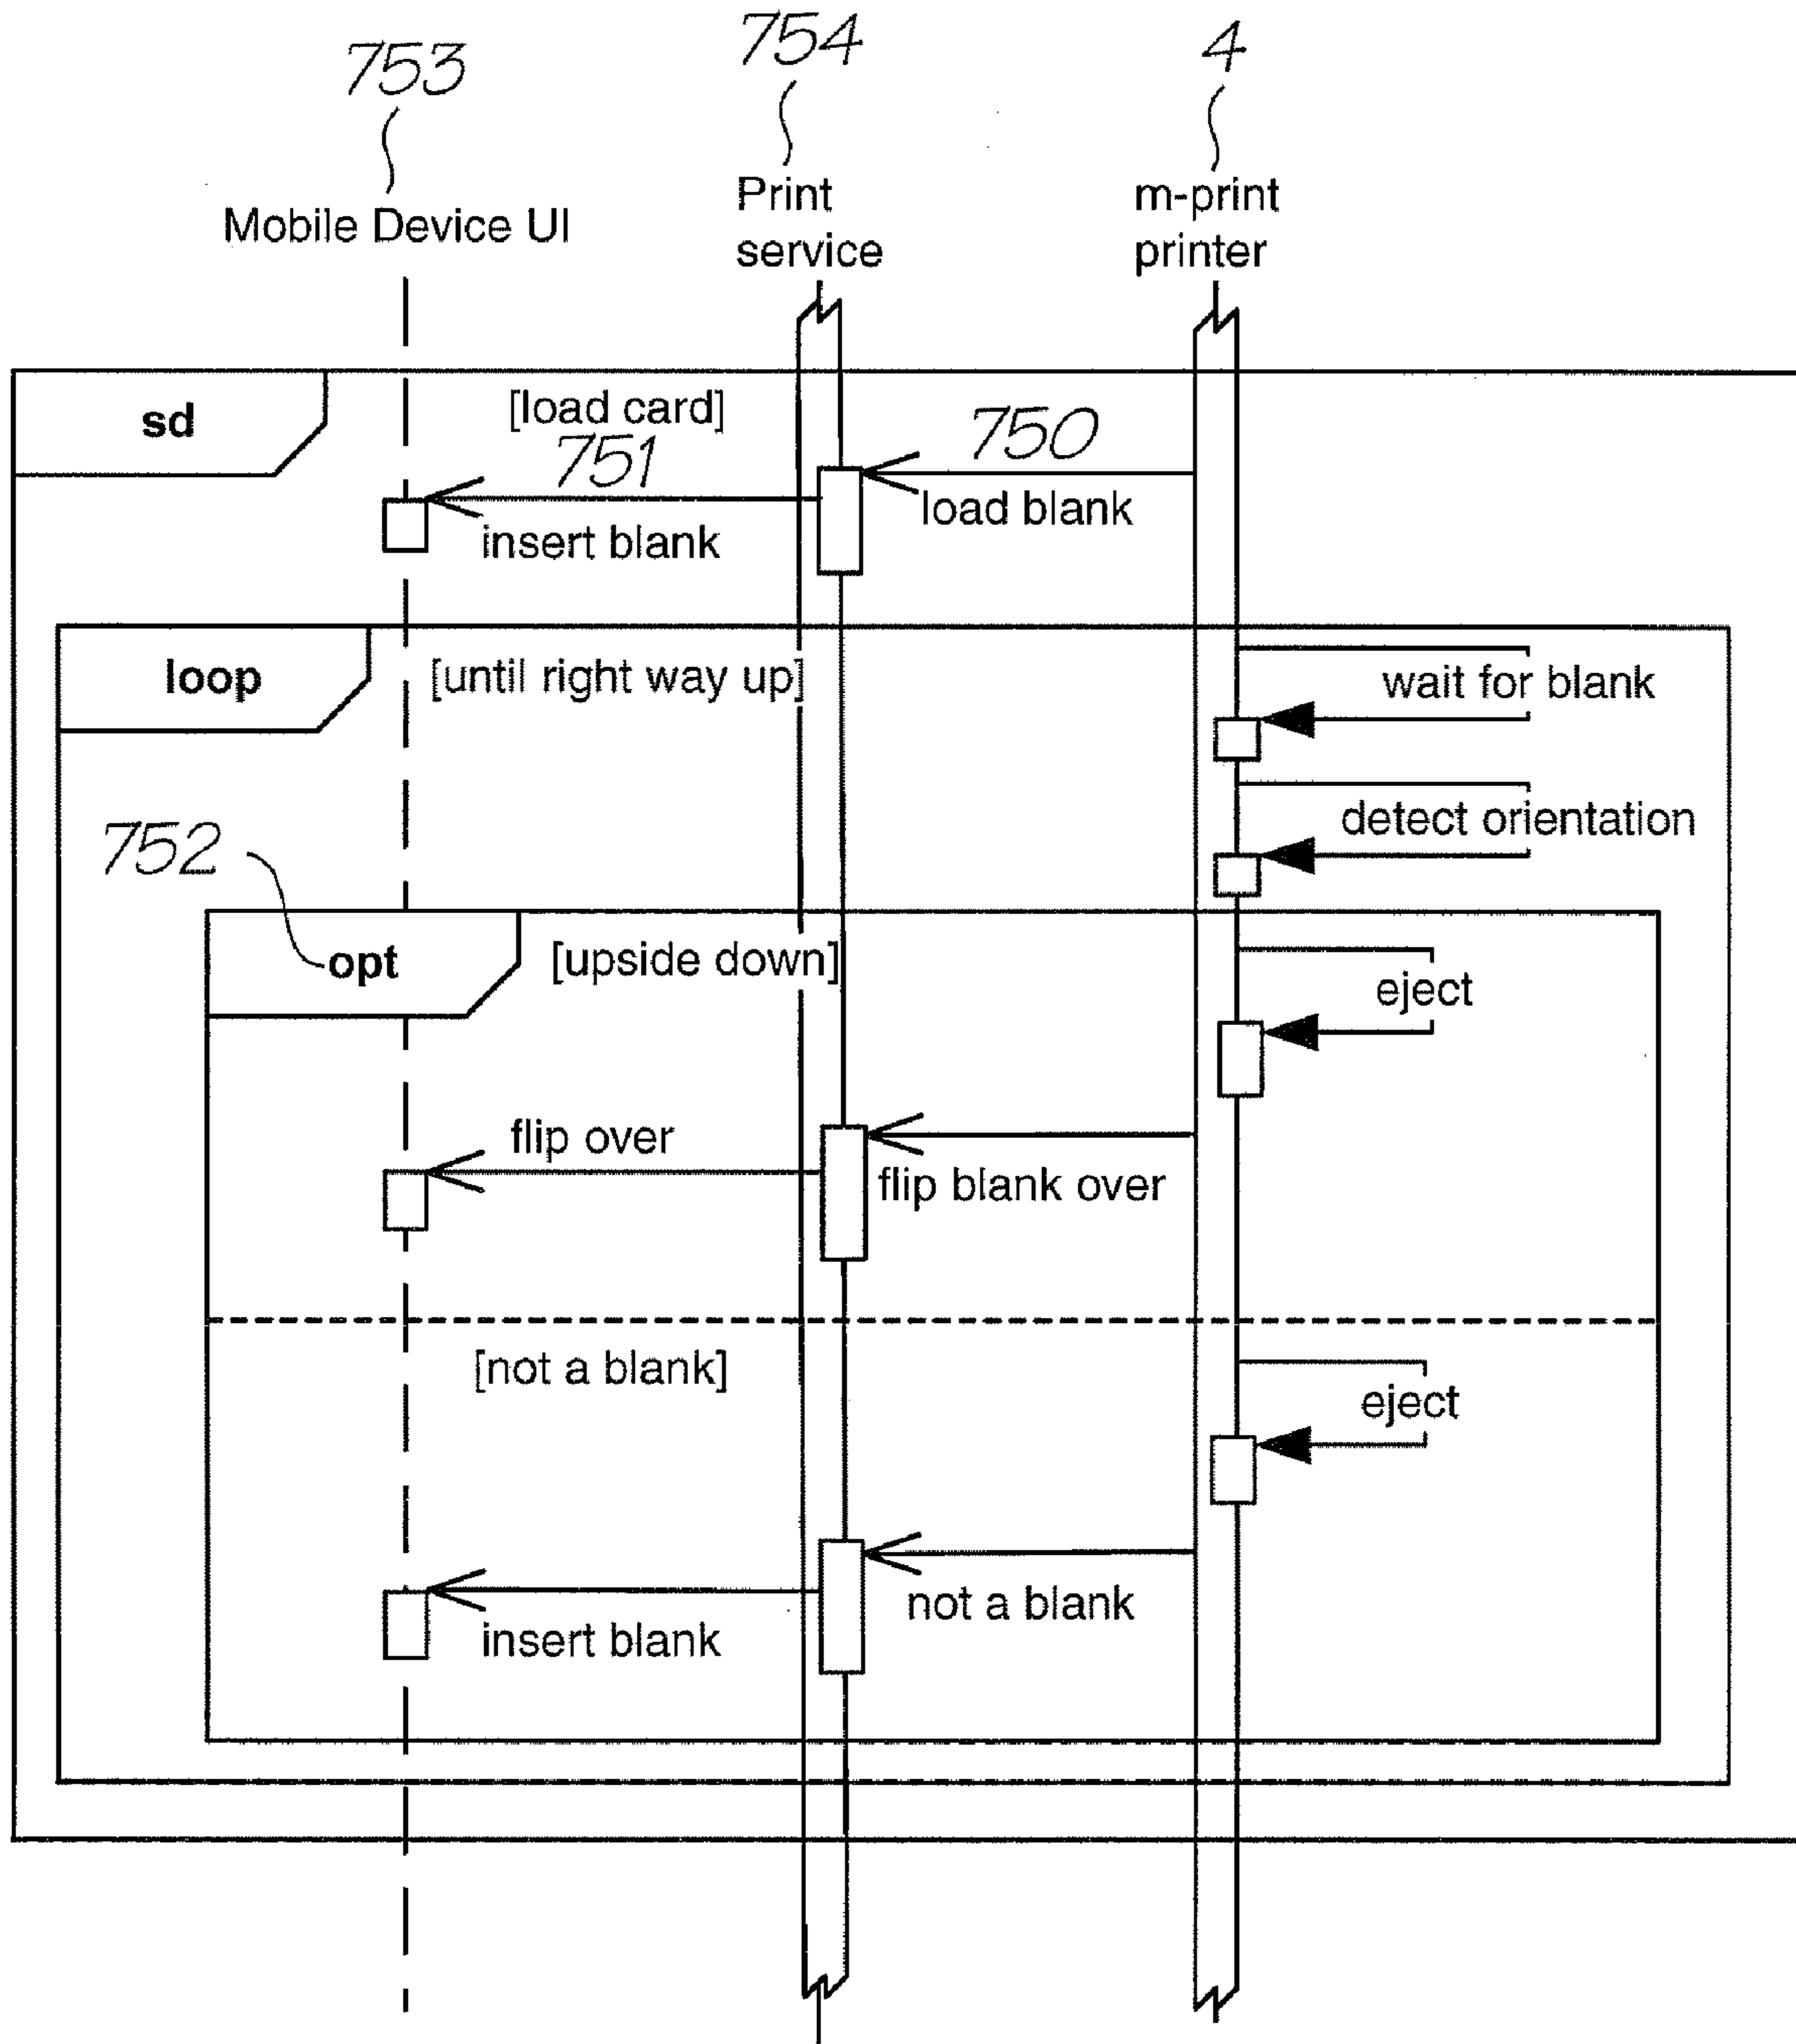 753
754
4
Mobile Device UI
Print
service
m-print
printer
sd
[load card]
751
750
insert blank
load blank
loop
[until right way up]
wait for blank
detect orientation
752
opt
[upside down]
eject
flip over
flip blank over
[not a blank]
eject
not a blank
insert blank